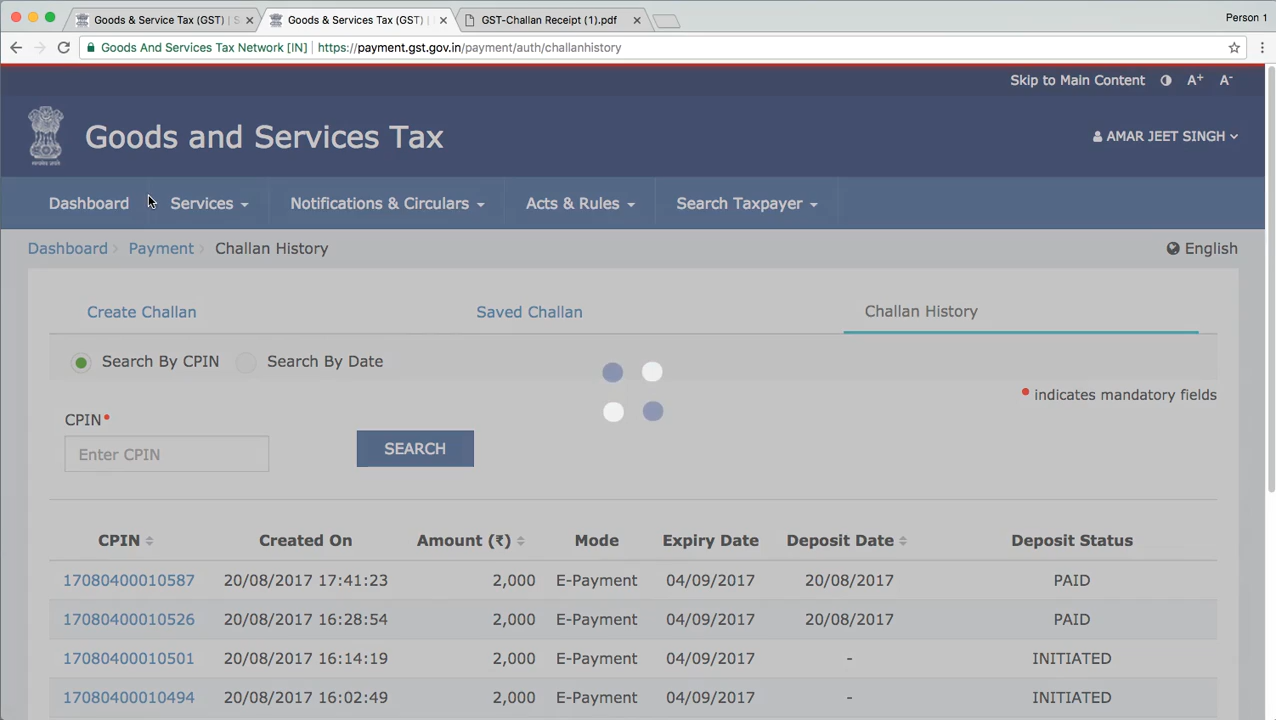 Goods & Service Tax (GST) | S
Goods & Services Tax (GST) |
GST-Challan Receipt (1).pdf
Person 1
Goods And Services Tax Network [IN]
https://payment.gst.gov.in/payment/auth/challanhistory
Skip to Main Content
A+
A-
Goods and Services Tax
AMAR JEET SINGH
Dashboard
Services
Notifications & Circulars
Acts & Rules
Search Taxpayer
Dashboard
Payment
Challan History
English
Create Challan
Saved Challan
Challan History
Search By CPIN
Search By Date
• indicates mandatory fields
CPIN•
Enter CPIN
SEARCH
CPIN Created On Amount (₹) Mode Expiry Date Deposit Date Deposit Status
17080400010587 20/08/2017 17:41:23 2,000 E-Payment 04/09/2017 20/08/2017 PAID
17080400010526 20/08/2017 16:28:54 2,000 E-Payment 04/09/2017 20/08/2017 PAID
17080400010501 20/08/2017 16:14:19 2,000 E-Payment 04/09/2017 - INITIATED
17080400010494 20/08/2017 16:02:49 2,000 E-Payment 04/09/2017 - INITIATED